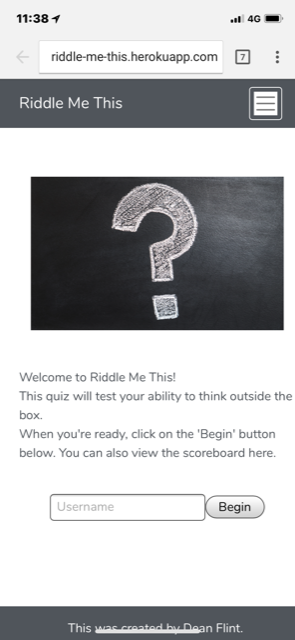 11:38
4G
riddle-me-this.herokuapp.com
7
Riddle Me This
?
Welcome to Riddle Me This!
This quiz will test your ability to think outside the
box.
When you're ready, click on the 'Begin' button
below. You can also view the scoreboard here.
Username
Begin
This was created by Dean Flint.